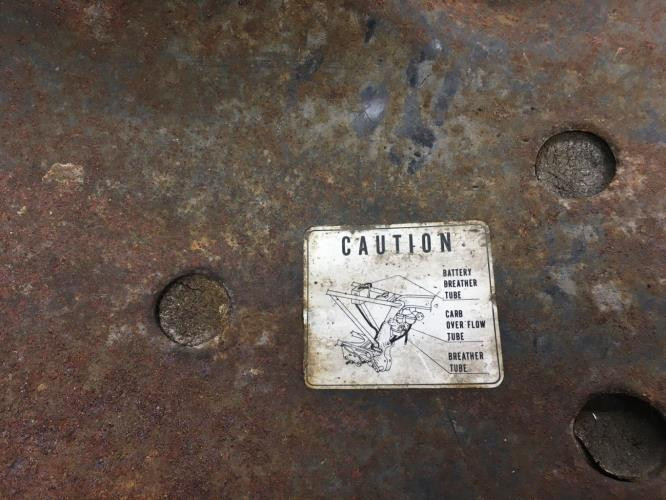 CAUTION
BATTERY
BREATHER
TUBE
CARB
OVER FLOW
TUBE
BREATHER
TUBE